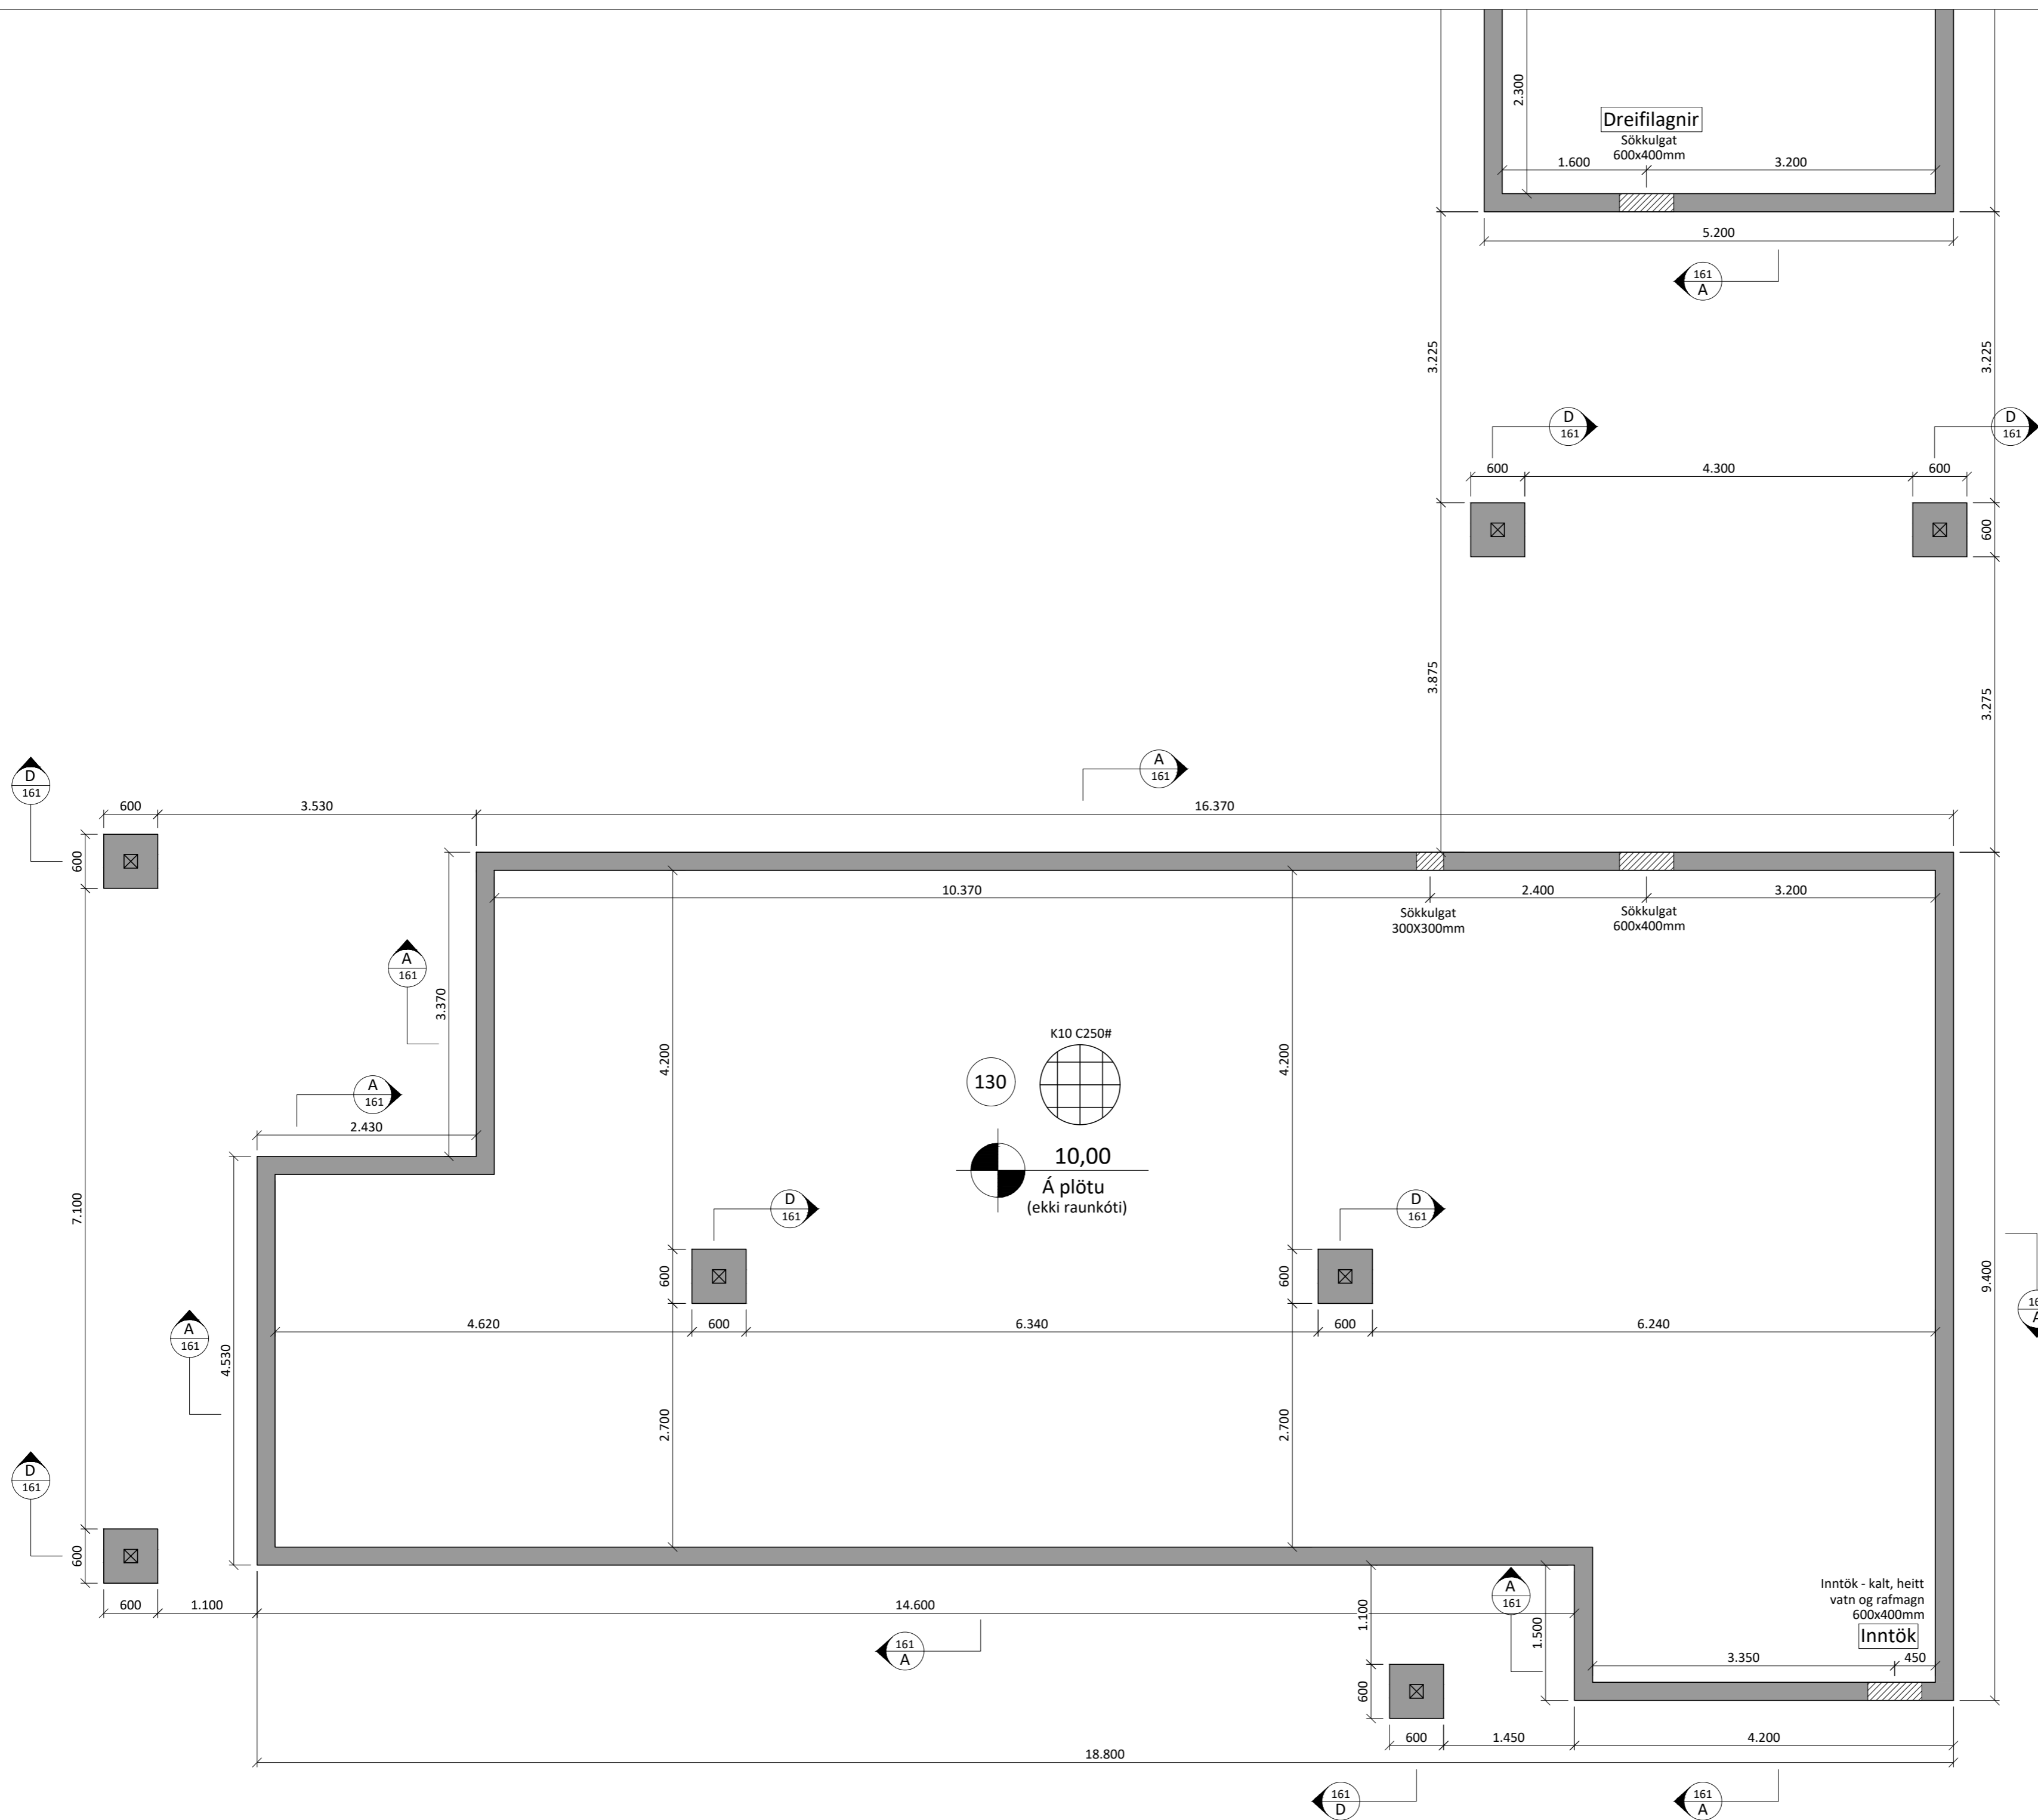 2.300
Dreifilagnir
Sökkulgat
600x400mm
1.600
3.200
5.200
161
A
3.225
3.225
D
161
D
161
600
4.300
600
600
3.875
3.275
A
161
D
161
600
3.530
16.370
600
10.370
2.400
3.200
Sökkulgat
300X300mm
Sökkulgat
600x400mm
A
161
3.370
4.200
4.200
K10 C250#
130
A
161
2.430
10,00
Á plötu
(ekki raunkóti)
7.100
D
161
D
161
600
600
9.400
A
161
4.530
4.620
600
6.340
600
6.240
2.700
2.700
D
161
600
600
1.100
14.600
1.100
A
161
1.500
Inntök - kalt, heitt
vatn og rafmagn
600x400mm
Inntök
161
A
3.350
450
600
600
1.450
4.200
18.800
161
D
161
A